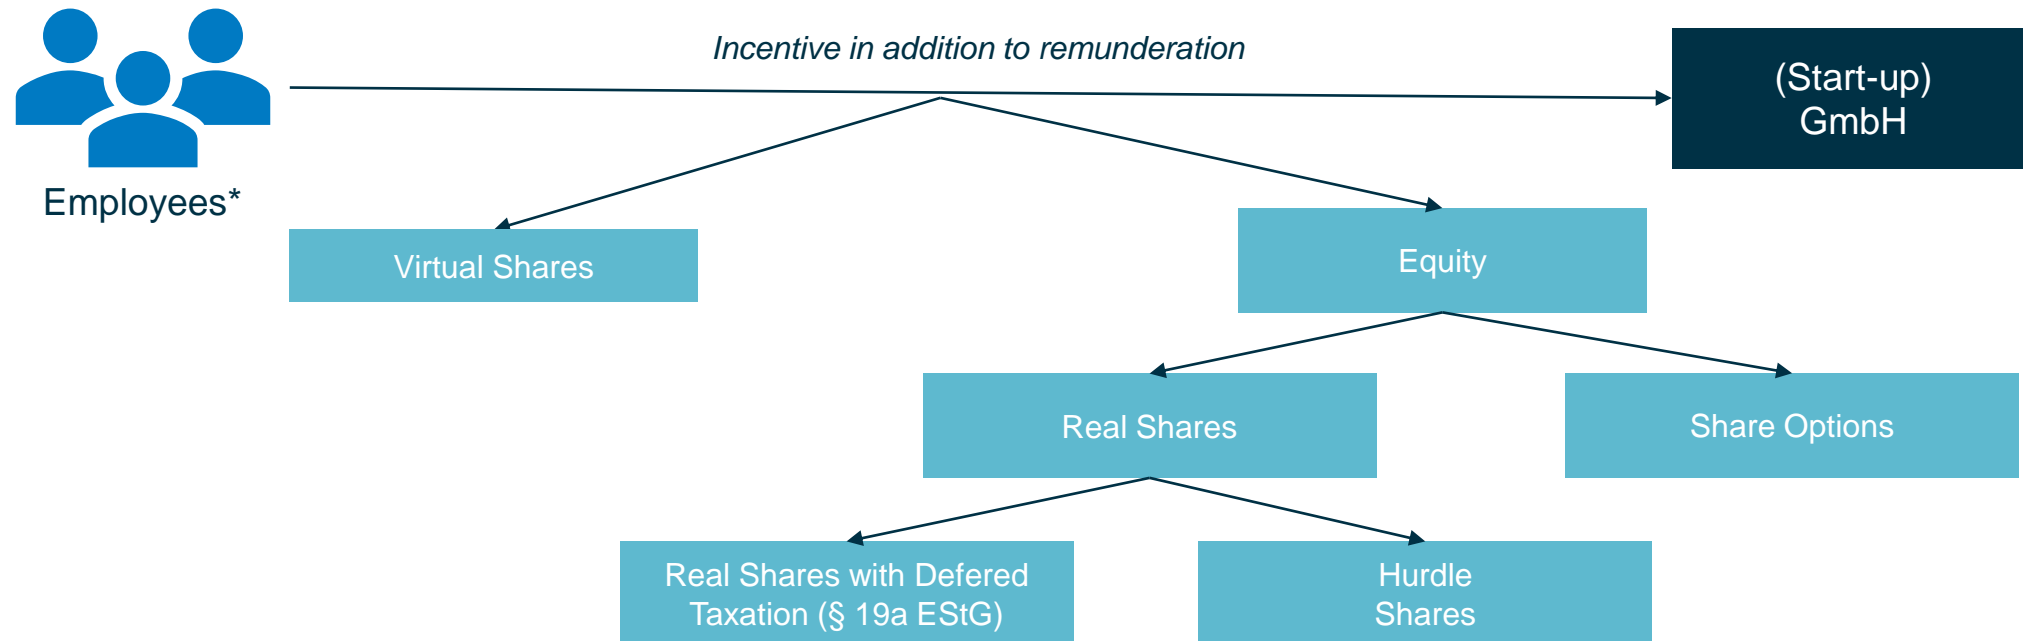 Incentive in addition to remunderation
(Start-up)
GmbH
Employees*
Virtual Shares
Equity
Real Shares
Share Options
Real Shares with Defered
Taxation (§ 19a EStG)
Hurdle
Shares